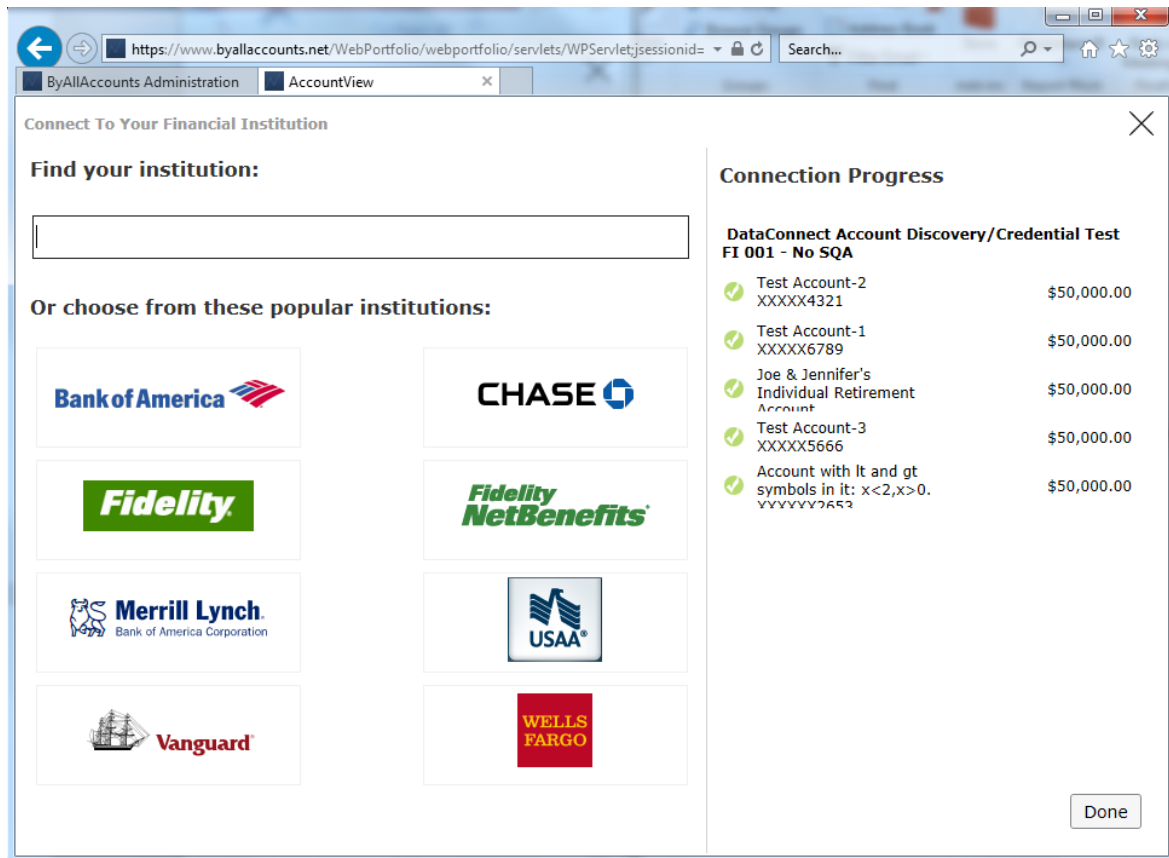 https://www.byallaccounts.net/WebPortfolio/webportfolio/servlets/WPServlet;jsessionid=
Search...
ByAllAccounts Administration
AccountView
Connect To Your Financial Institution
Find your institution:
Or choose from these popular institutions:
Bank of America
CHASE
Fidelity
Fidelity
NetBenefits
Merrill Lynch.
Bank of America Corporation
USAA®
Vanguard
WELLS
FARGO
Connection Progress
DataConnect Account Discovery/Credential Test
FI 001 - No SQA
Test Account-2
XXXXX4321
$50,000.00
Test Account-1
XXXXX6789
$50,000.00
Joe & Jennifer's
Individual Retirement
Account
$50,000.00
Test Account-3
XXXXX5666
$50,000.00
Account with lt and gt
symbols in it: x<2,x>0.
XXXXXX2653
$50,000.00
Done